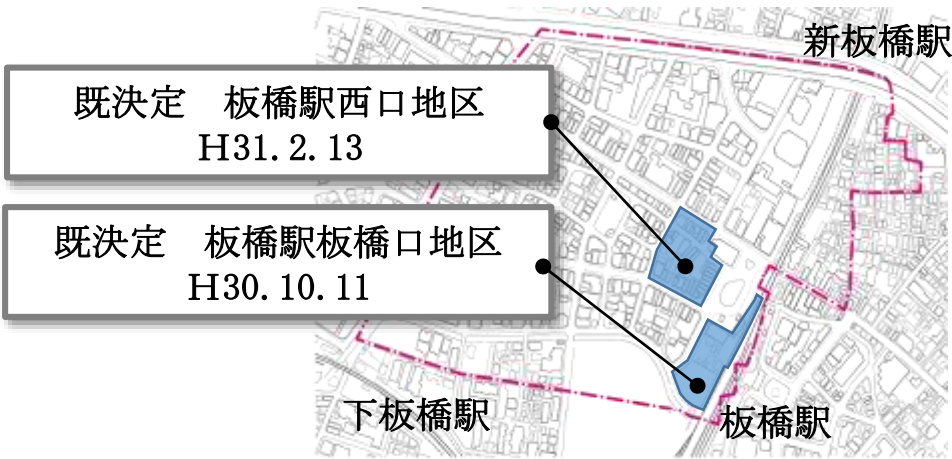 新板橋駅
既決定　板橋駅西口地区
H31.2.13
既決定　板橋駅板橋口地区
H30.10.11
下板橋駅
板橋駅